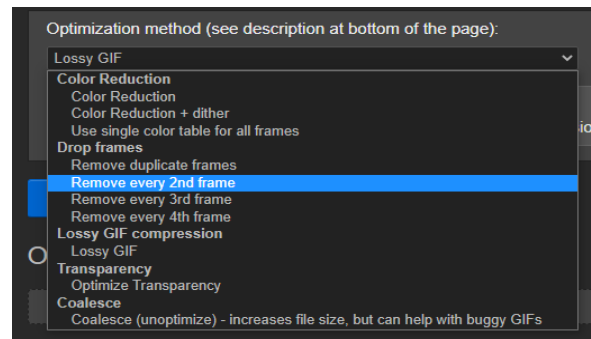 Optimization method (see description at bottom of the page):
Lossy GIF
Color Reduction
Color Reduction
Color Reduction + dither
Use single color table for all frames
Drop frames
Remove duplicate frames
Remove every 2nd frame
Remove every 3rd frame
Remove every 4th frame
Lossy GIF compression
Lossy GIF
Transparency
Optimize Transparency
Coalesce
Coalesce (unoptimize) - increases file size, but can help with buggy GIFs